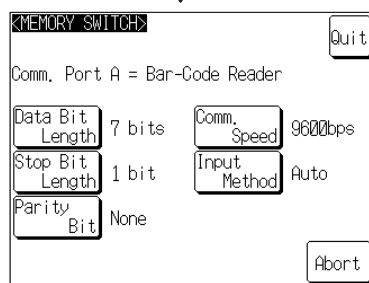 <MEMORY SWITCH>
Quit
Comm. Port A = Bar-Code Reader
Data Bit Length 7 bits
Comm. Speed 9600bps
Stop Bit Length 1 bit
Input Method Auto
Parity Bit None
Abort